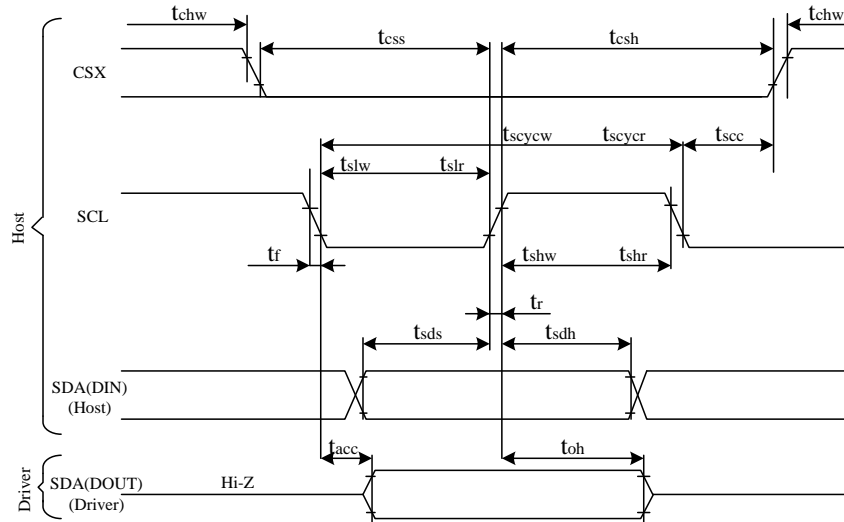 tchw
tchw
tcss
tcsh
CSX
tscycw
tscycr
tscc
tslw
tslr
SCL
Host
tf
tshw
tshr
tr
tsds
tsdh
SDA(DIN)
(Host)
tacc
toh
Driver
SDA(DOUT)
(Driver)
Hi-Z